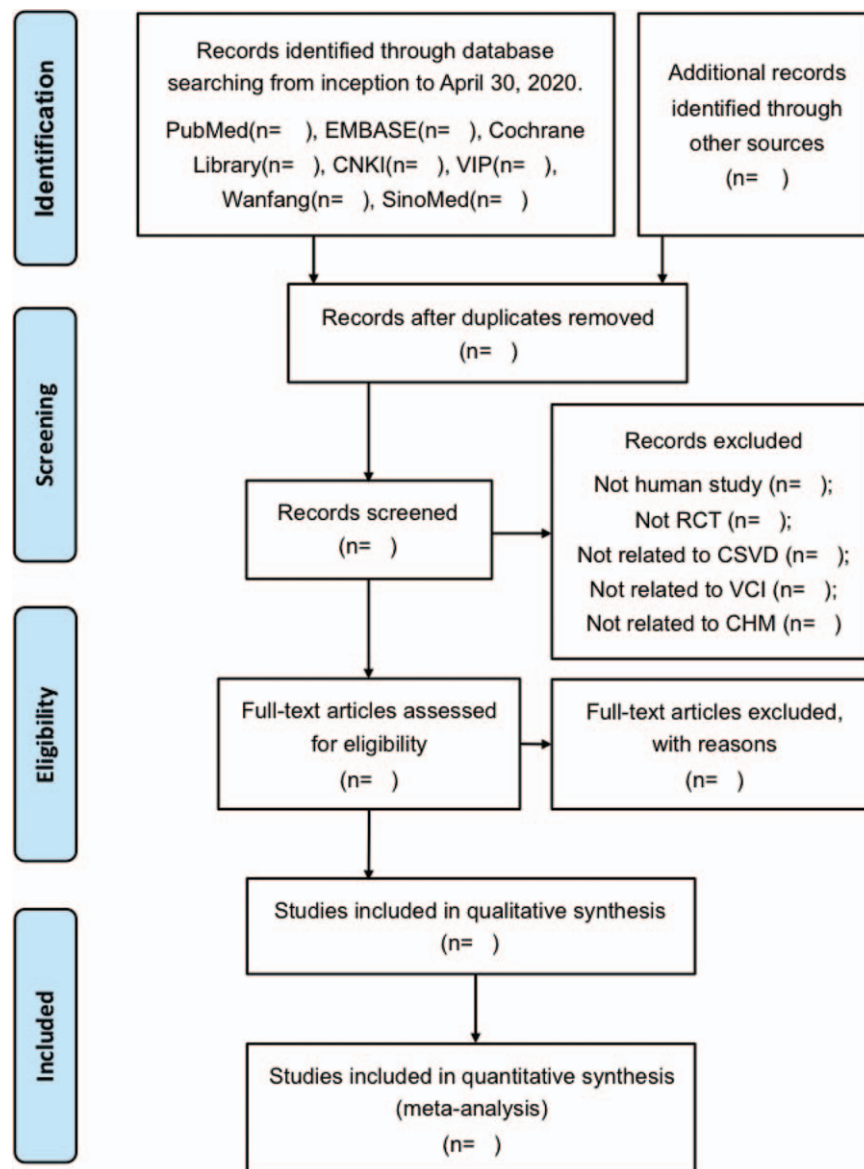 Identification
Records identified through database
searching from inception to April 30, 2020.
PubMed(n=   ), EMBASE(n=   ), Cochrane
Library(n=   ), CNKI(n=   ), VIP(n=   ),
Wanfang(n=   ), SinoMed(n=   )
Additional records
identified through
other sources
(n=   )
Records after duplicates removed
(n=   )
Screening
Records screened
(n=   )
Records excluded
Not human study (n=   );
Not RCT (n=   );
Not related to CSVD (n=   );
Not related to VCI (n=   );
Not related to CHM (n=   )
Eligibility
Full-text articles assessed
for eligibility
(n=   )
Full-text articles excluded,
with reasons
(n=   )
Included
Studies included in qualitative synthesis
(n=   )
Studies included in quantitative synthesis
(meta-analysis)
(n=   )